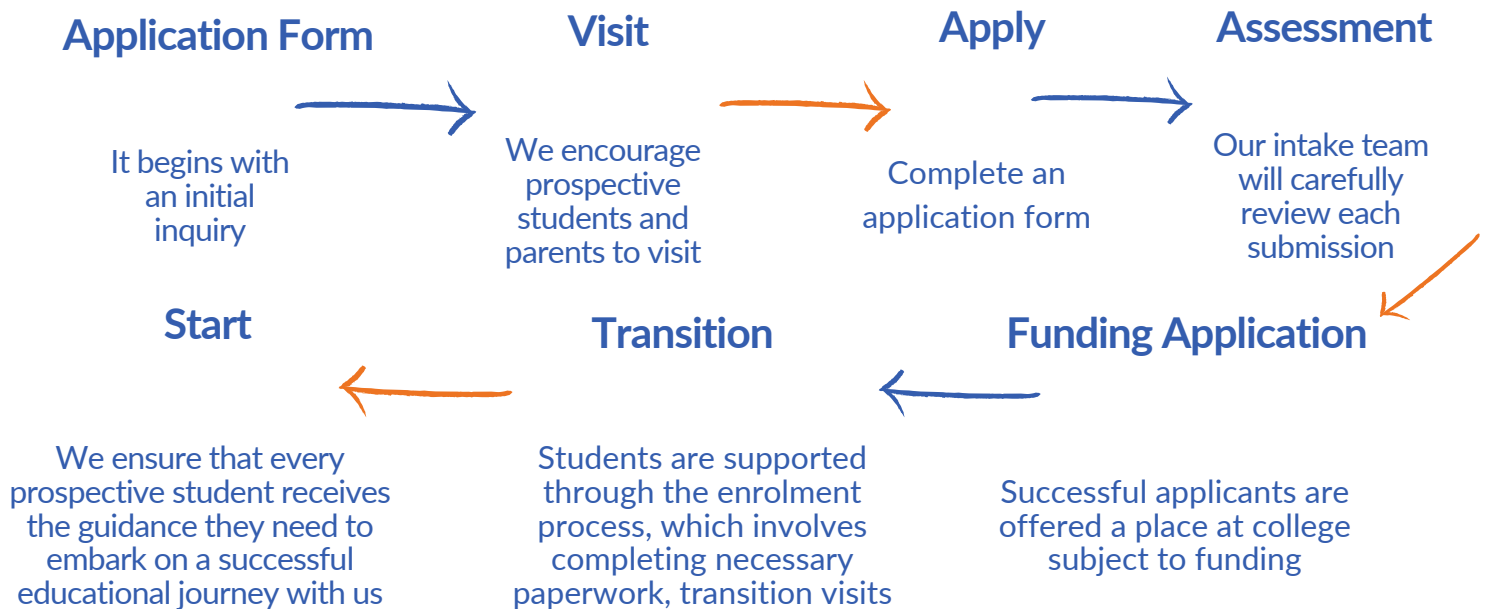 Application Form
It begins with
an initial
inquiry
Visit
We encourage
prospective
students and
parents to visit
Apply
Complete an
application form
Assessment
Our intake team
will carefully
review each
submission
Funding Application
Successful applicants are
offered a place at college
subject to funding
Transition
Students are supported
through the enrolment
process, which involves
completing necessary
paperwork, transition visits
Start
We ensure that every
prospective student receives
the guidance they need to
embark on a successful
educational journey with us